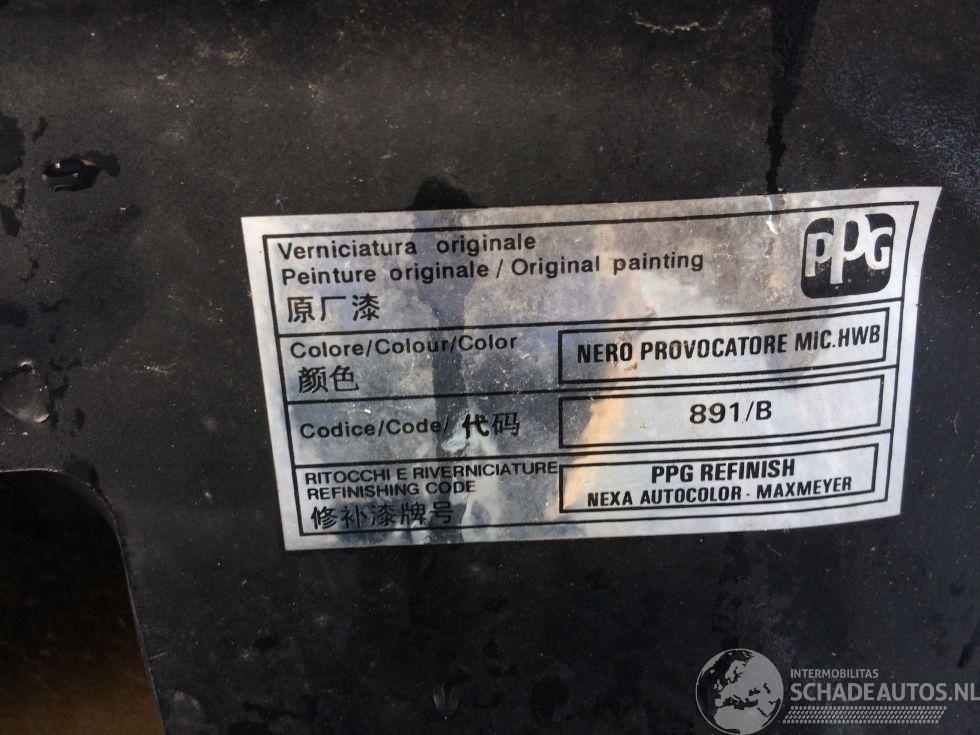 Verniciatura originale
Peinture originale / Original painting
原厂漆
PPG
Colore/Colour/Color
颜色
NERO PROVOCATORE MIC.HWB
Codice/Code/ 代码
891/B
RITOCCHI E RIVERNICIATURE
REFINISHING CODE
修补漆牌号
PPG REFINISH
NEXA AUTOCOLOR - MAXMEYER
INTERMOBILITAS
SCHADEAUTOS.NL